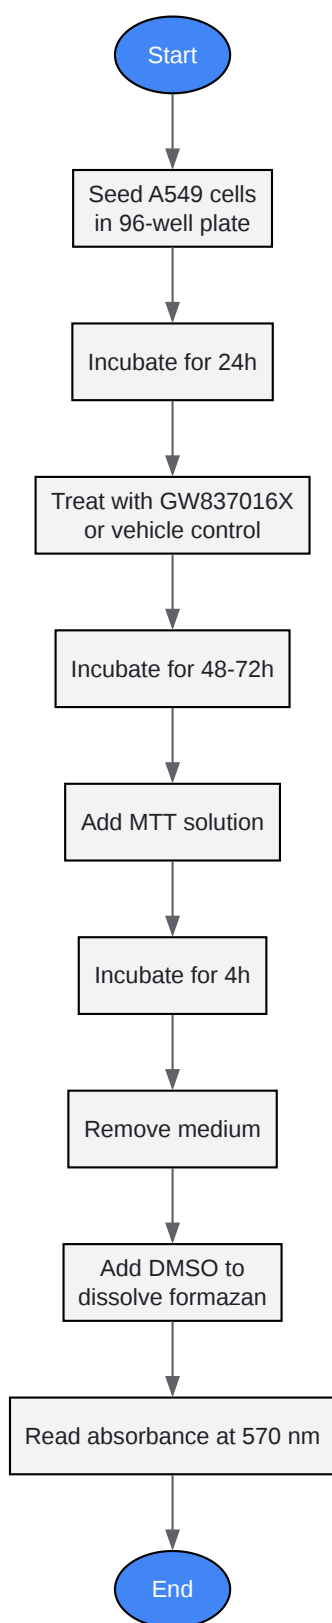 Start
Seed A549 cells
in 96-well plate
Incubate for 24h
Treat with GW837016X
or vehicle control
Incubate for 48-72h
Add MTT solution
Incubate for 4h
Remove medium
Add DMSO to
dissolve formazan
Read absorbance at 570 nm
End